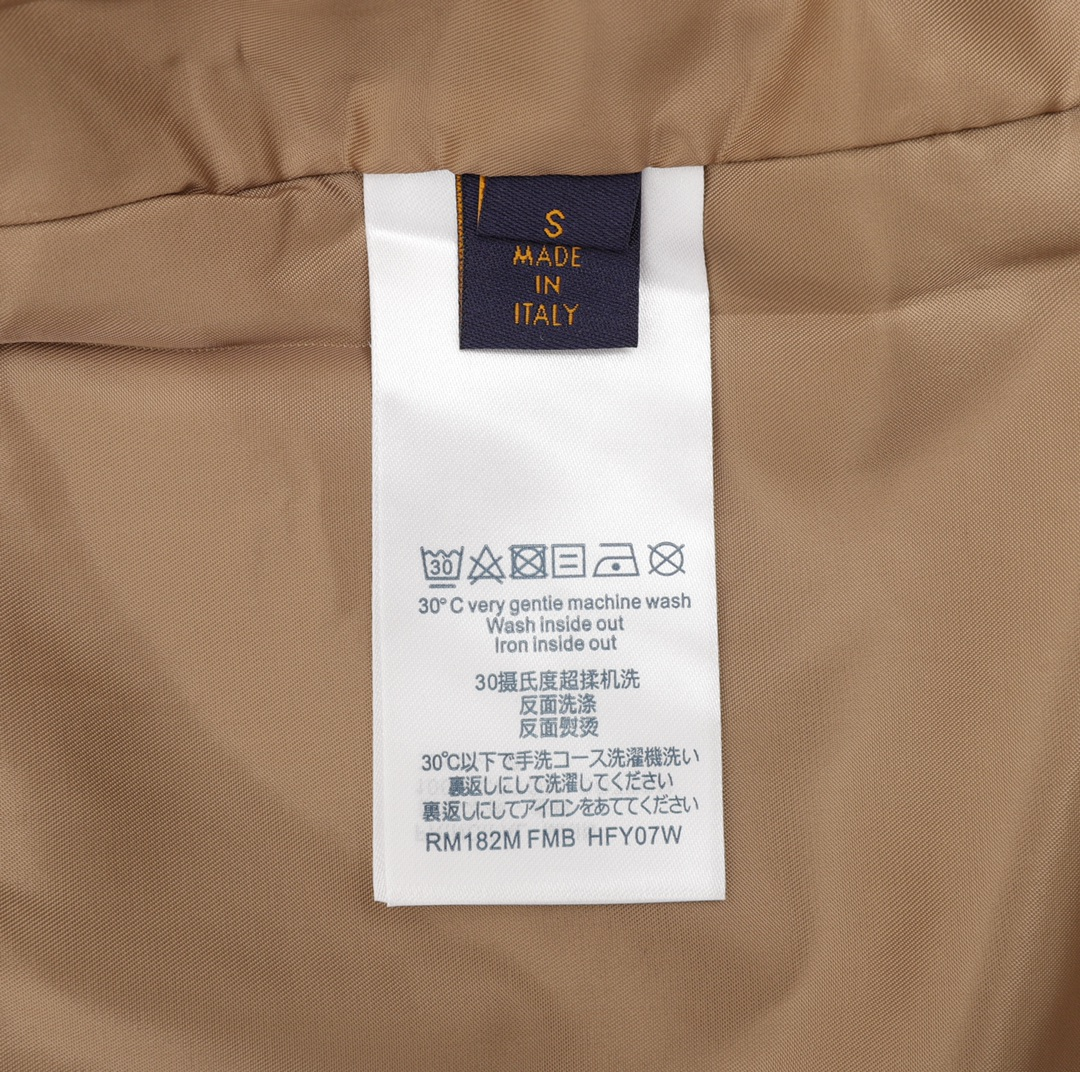 S
MADE
IN
ITALY
30
30°C very gentie machine wash
Wash inside out
Iron inside out
30摄氏度超揉机洗
反面洗涤
反面熨烫
30℃以下で手洗コース洗濯機洗い
裏返しにして洗濯してください
裏返しにしてアイロンをあててください
RM182M FMB HFY07W